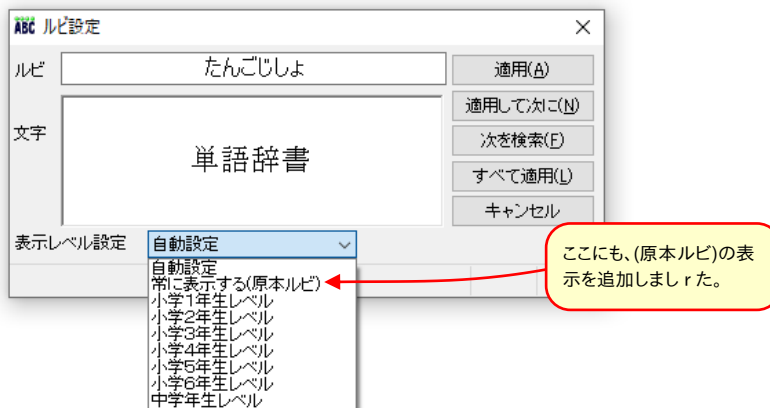 ABC ルビ設定
ルビ たんごじしょ 適用(A)
適用して次に(N)
文字 単語辞書 次を検索(F)
すべて適用(L)
キャンセル
表示レベル設定 自動設定
自動設定
常に表示する(原本ルビ)
小学1年生レベル
小学2年生レベル
小学3年生レベル
小学4年生レベル
小学5年生レベル
小学6年生レベル
中学年生レベル
ここにも、(原本ルビ)の表
示を追加しましrた。